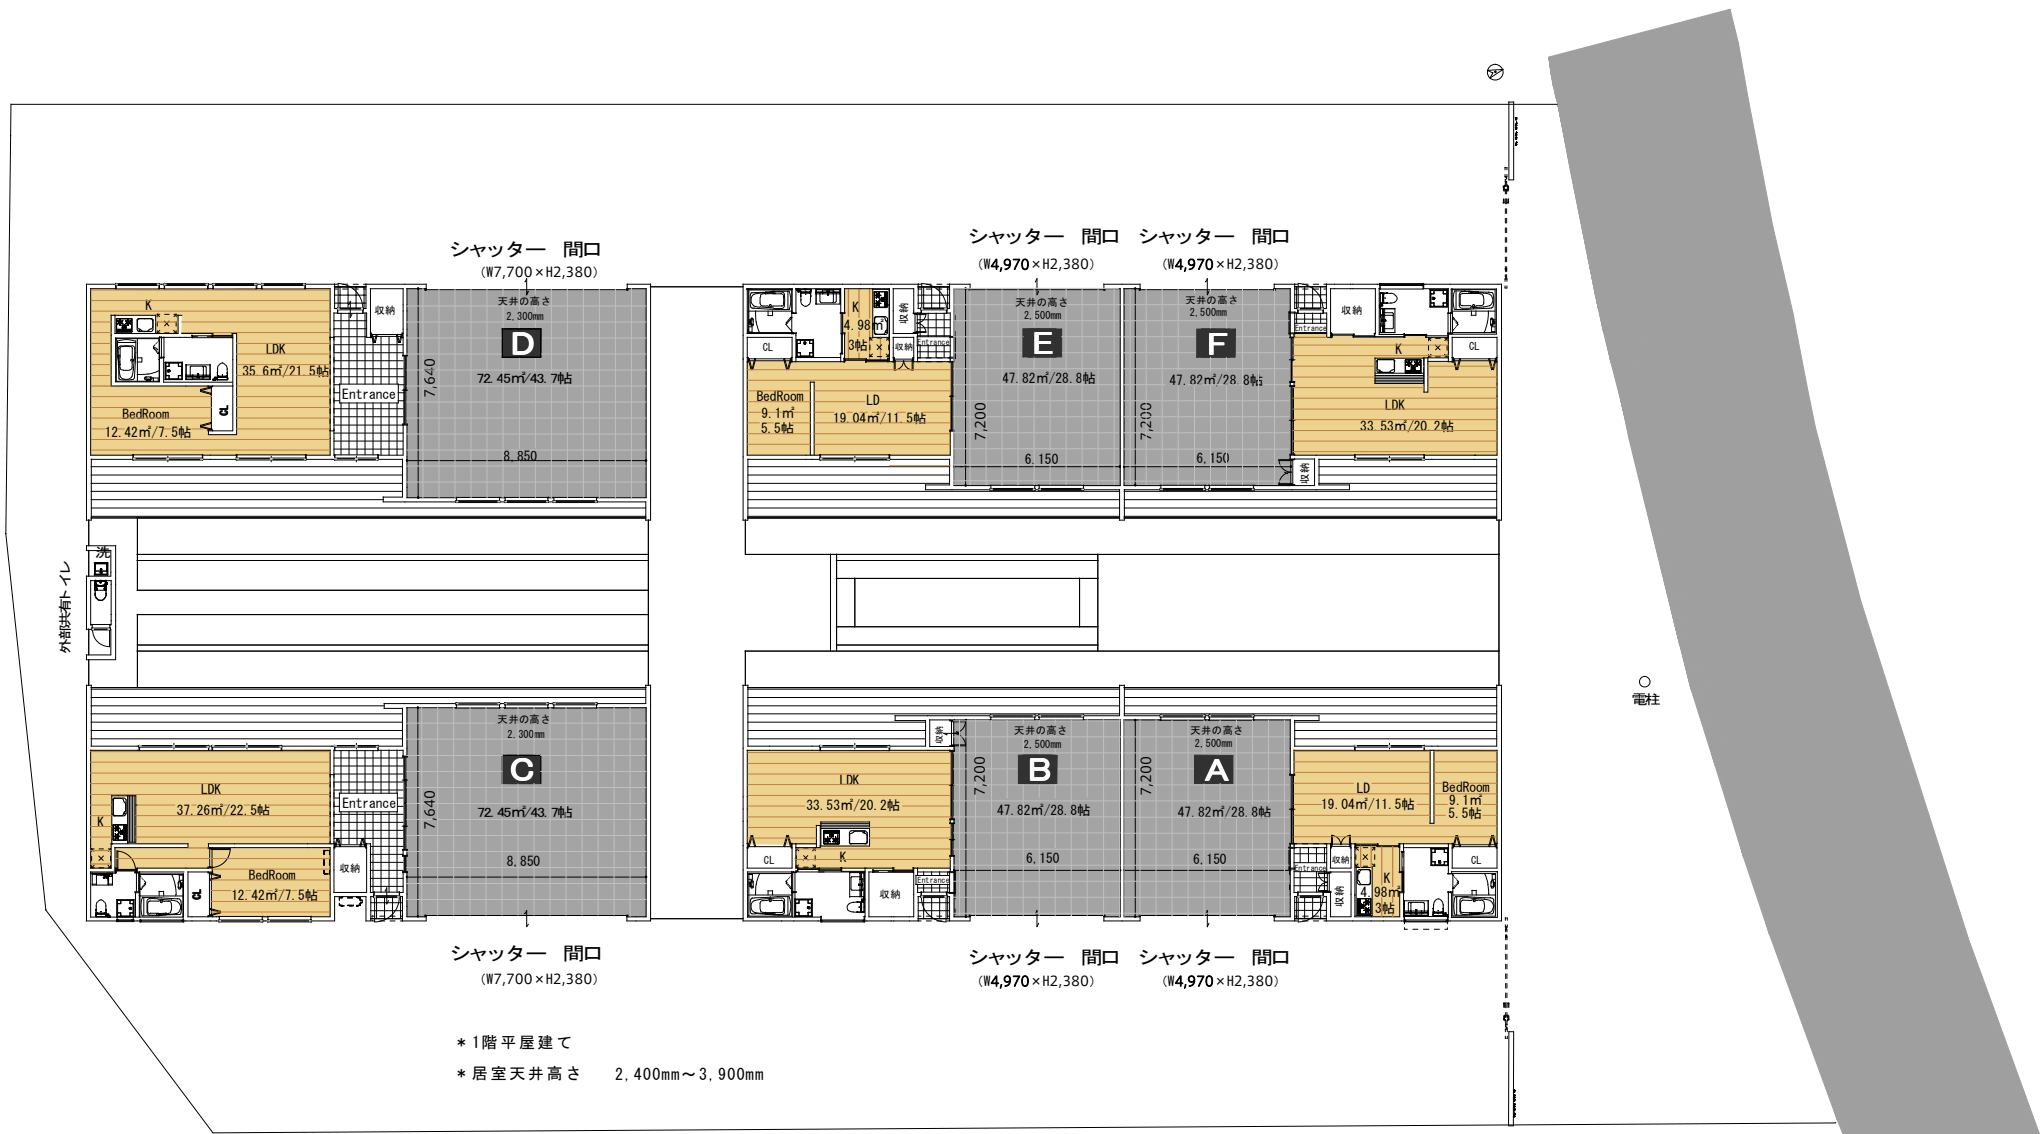 シャッター 間口
(W7,700×H2,380)
シャッター 間口
(W4,970×H2,380)
シャッター 間口
(W4,970×H2,380)
K
LDK
35.6㎡/21.5帖
BedRoom
12.42㎡/7.5帖
CL
収納
Entrance
天井の高さ
2,300mm
D
72.45㎡/43.7帖
7,640
8,850
K
4.98㎡
3帖
収納
収納
Entrance
CL
BedRoom
9.1㎡
5.5帖
LD
19.04㎡/11.5帖
天井の高さ
2,500mm
E
47.82㎡/28.8帖
7,200
6,150
天井の高さ
2,500mm
F
47.82㎡/28.8帖
7,200
6,150
Entrance
収納
K
CL
LDK
33.53㎡/20.2帖
収納
洗
外部共有トイレ
電柱
LDK
37.26㎡/22.5帖
K
BedRoom
12.42㎡/7.5帖
CL
収納
Entrance
天井の高さ
2,300mm
C
72.45㎡/43.7帖
7,640
8,850
収納
LDK
33.53㎡/20.2帖
CL
K
収納
Entrance
天井の高さ
2,500mm
B
47.82㎡/28.8帖
7,200
6,150
天井の高さ
2,500mm
A
47.82㎡/28.8帖
7,200
6,150
LD
19.04㎡/11.5帖
BedRoom
9.1㎡
5.5帖
Entrance
収納
収納
K
4.98㎡
3帖
CL
シャッター 間口
(W7,700×H2,380)
シャッター 間口
(W4,970×H2,380)
シャッター 間口
(W4,970×H2,380)
*1階平屋建て
*居室天井高さ 2,400mm～3,900mm